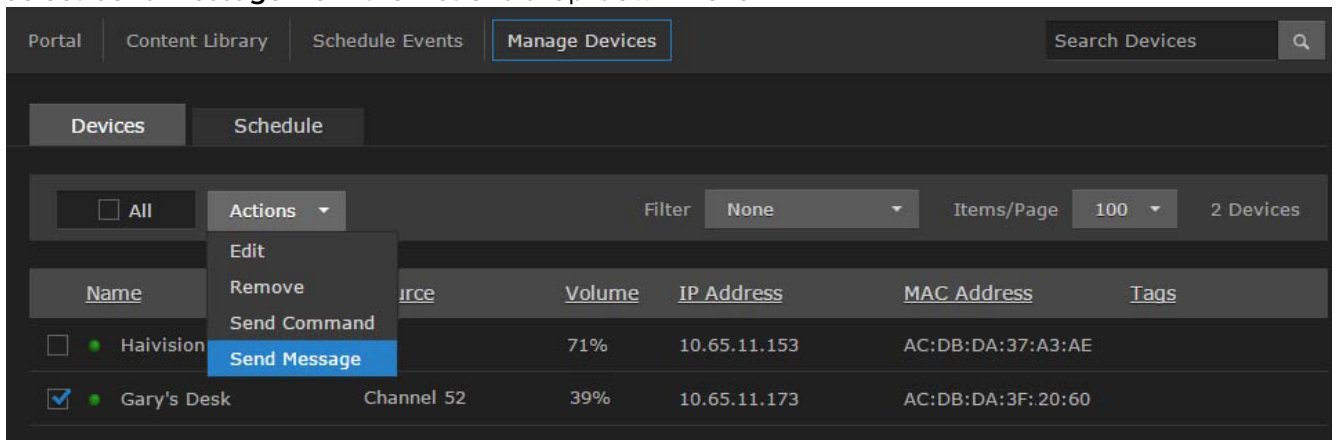 Portal Content Library Schedule Events Manage Devices Search Devices
Devices Schedule
All Actions Filter None Items/Page 100 2 Devices
Edit
Name Remove urce Volume IP Address MAC Address Tags
Send Command
Haivision 71% 10.65.11.153 AC:DB:DA:37:A3:AE
Send Message
Gary's Desk Channel 52 39% 10.65.11.173 AC:DB:DA:3F:20:60